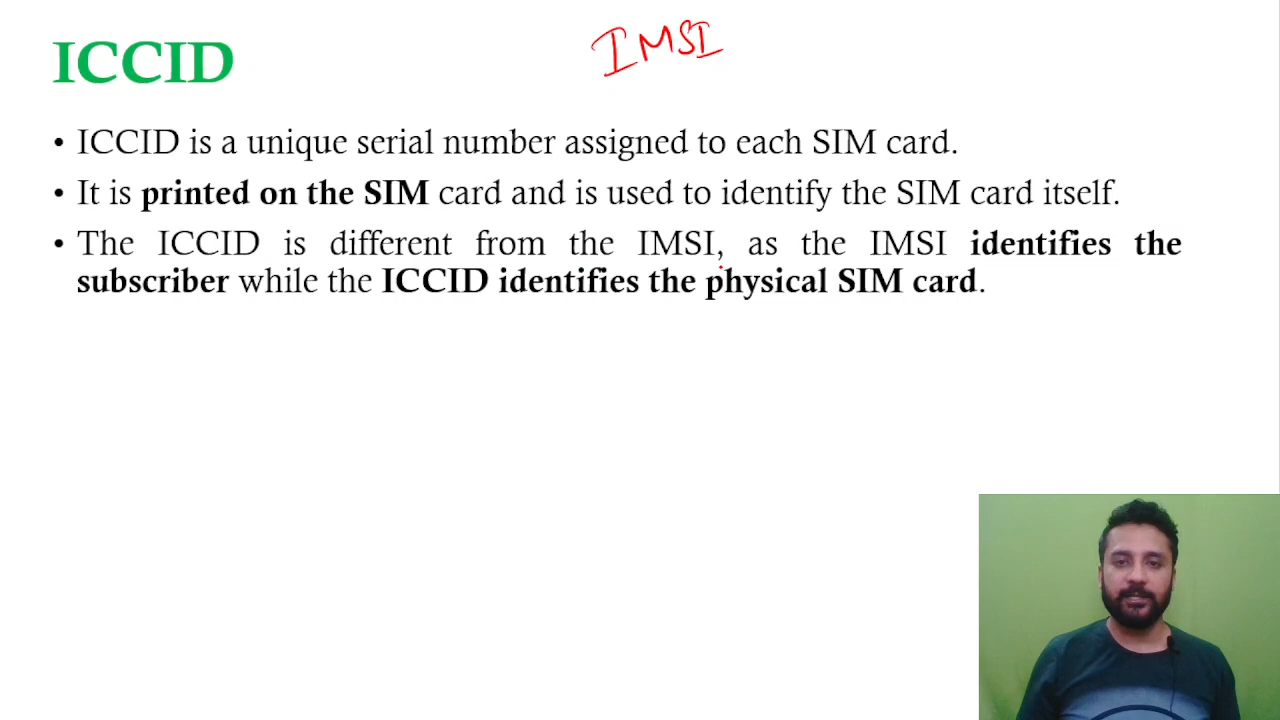 IMSI
ICCID
• ICCID is a unique serial number assigned to each SIM card.
• It is printed on the SIM card and is used to identify the SIM card itself.
• The ICCID is different from the IMSI, as the IMSI identifies the
subscriber while the ICCID identifies the physical SIM card.